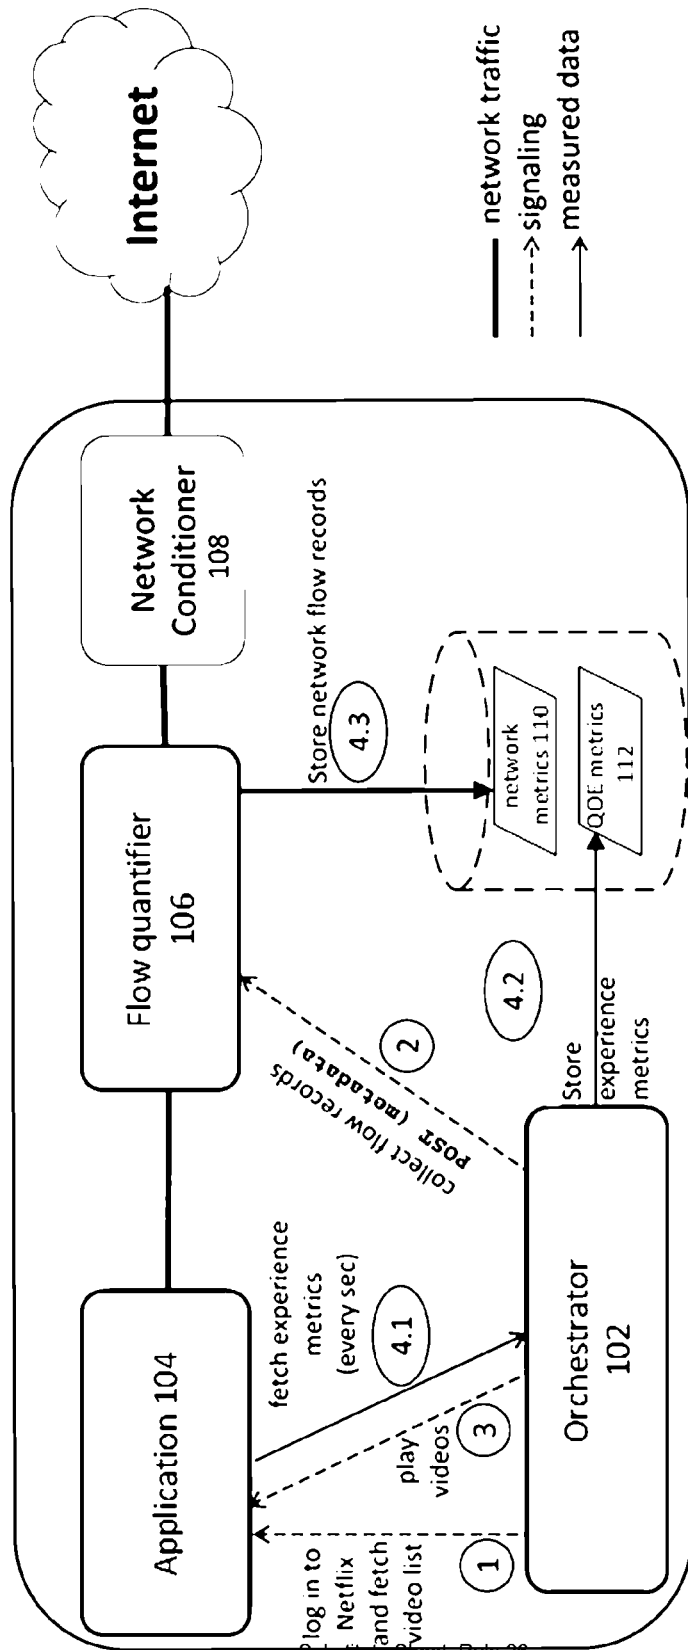 Internet
network traffic
signaling
measured data
Network
Conditioner
108
Flow quantifier
106
Application 104
Store network flow records
4.3
network
metrics 110
QOE metrics
112
4.2
Store
experience
metrics
2
collect flow records
POST (metadata)
fetch experience
metrics
(every sec)
4.1
3
play
videos
1
log in to
Netflix
and fetch
video list
Orchestrator
102